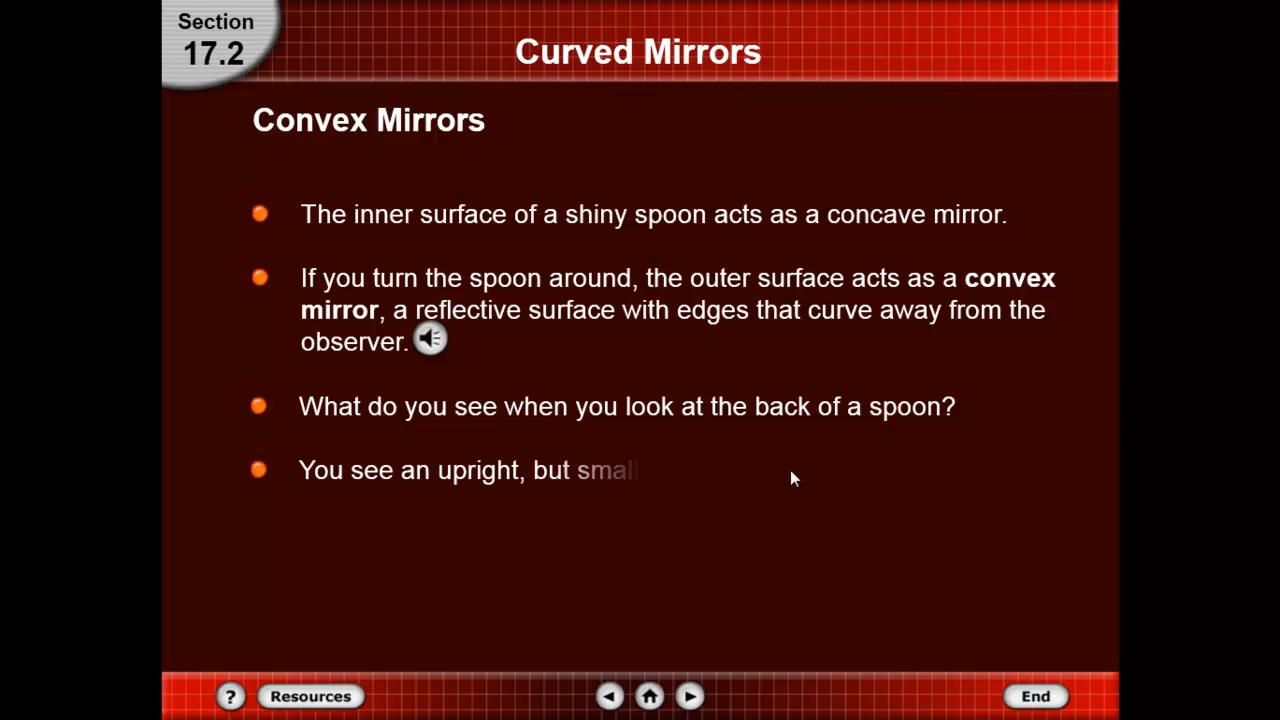 Section
17.2
Curved Mirrors
Convex Mirrors
The inner surface of a shiny spoon acts as a concave mirror.
If you turn the spoon around, the outer surface acts as a convex
mirror, a reflective surface with edges that curve away from the
observer.
What do you see when you look at the back of a spoon?
You see an upright, but small
?
Resources
End